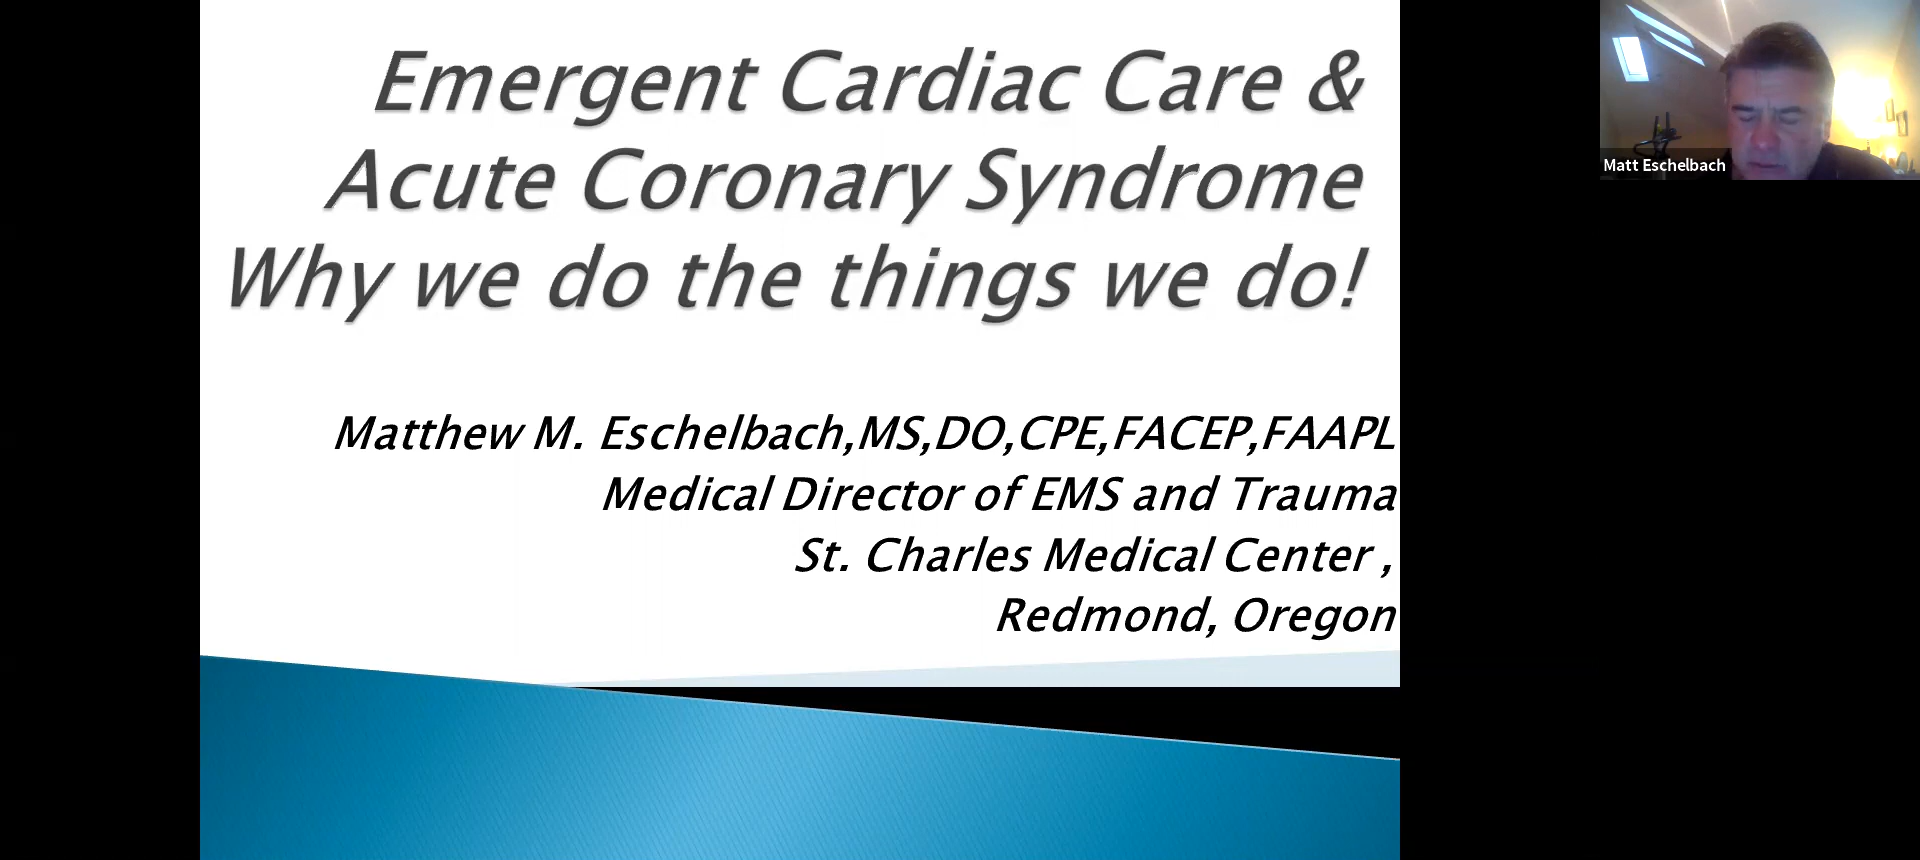 Emergent Cardiac Care &
Acute Coronary Syndrome
Why we do the things we do!
Matthew M. Eschelbach,MS,DO,CPE,FACEP,FAAPL
Medical Director of EMS and Trauma
St. Charles Medical Center ,
Redmond, Oregon
Matt Eschelbach